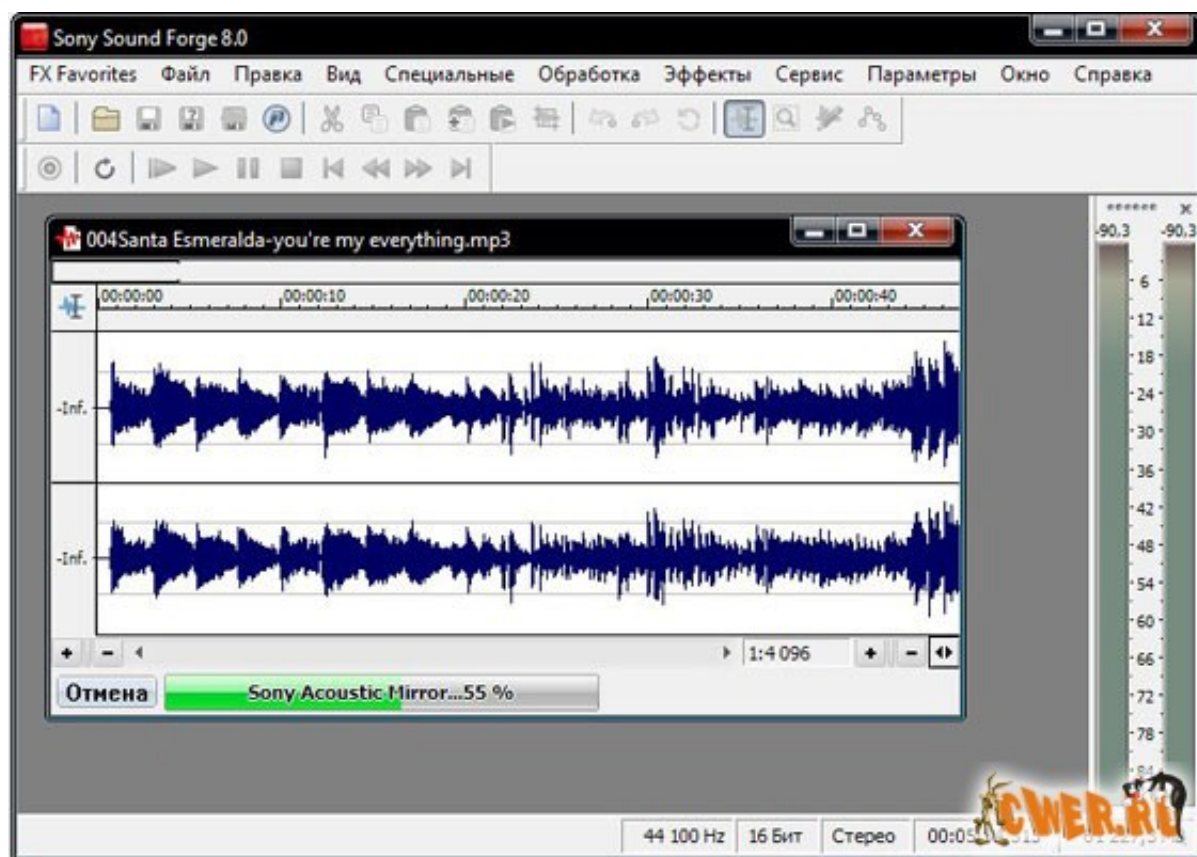 Sony Sound Forge 8.0
FX Favorites Файл Правка Вид Специальные Обработка Эффекты Сервис Параметры Окно Справка
-90,3 -90,3
004Santa Esmeralda-you're my everything.mp3
00:00:00 00:00:10 00:00:20 00:00:30 00:00:40
6
12
18
24
30
36
42
48
54
60
66
72
78
84
-Inf.
-Inf.
1:4 096
Отмена Sony Acoustic Mirror...55 %
44 100 Hz 16 Бит Стерео
CWER.RU